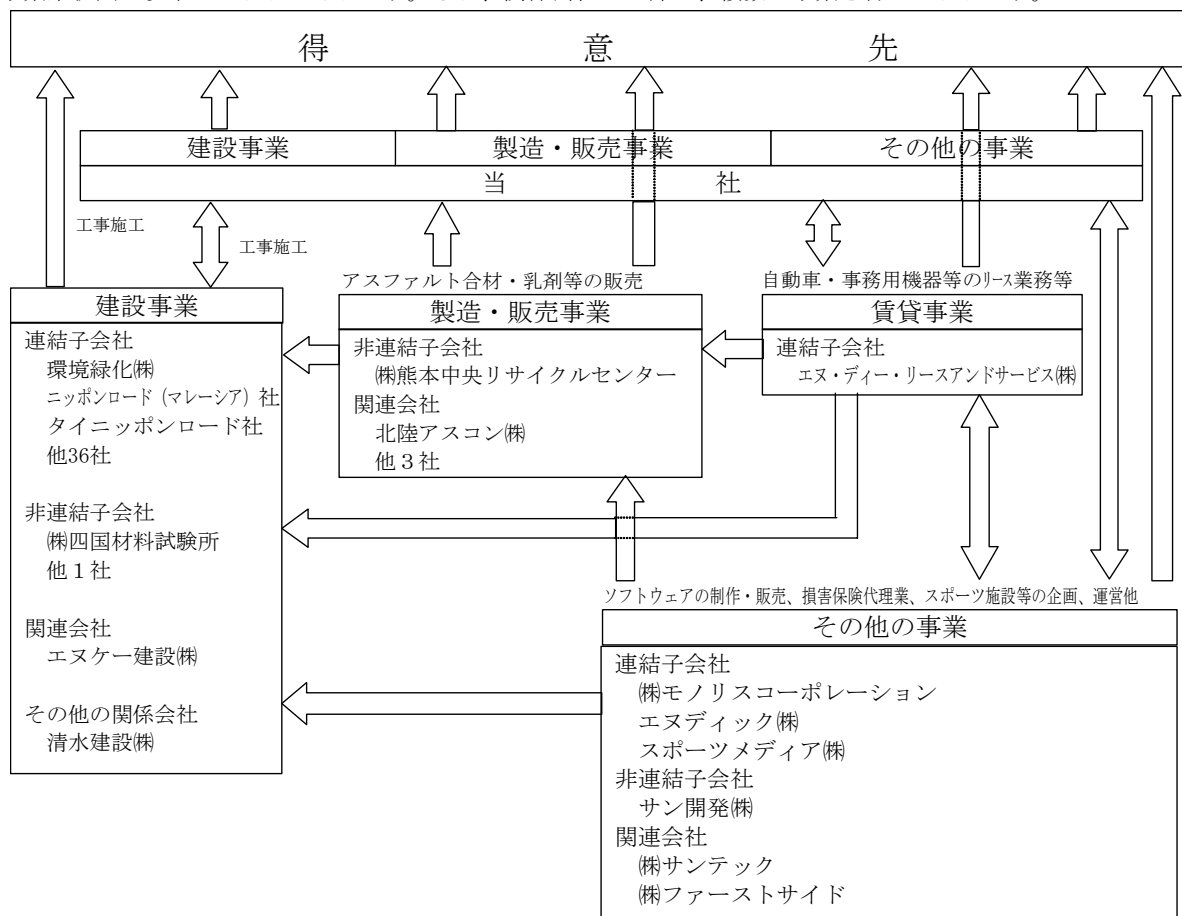 得意先
建設事業
製造・販売事業
その他の事業
当社
工事施工
工事施工
アスファルト合材・乳剤等の販売
自動車・事務用機器等のリース業務等
建設事業
連結子会社
環境緑化㈱
ニッポンロード（マレーシア）社
タイニッポンロード社
他36社
非連結子会社
㈱四国材料試験所
他１社
関連会社
エヌケー建設㈱
その他の関係会社
清水建設㈱
製造・販売事業
非連結子会社
㈱熊本中央リサイクルセンター
関連会社
北陸アスコン㈱
他３社
賃貸事業
連結子会社
エヌ・ディー・リースアンドサービス㈱
ソフトウェアの制作・販売、損害保険代理業、スポーツ施設等の企画、運営他
その他の事業
連結子会社
㈱モノリスコーポレーション
エヌディック㈱
スポーツメディア㈱
非連結子会社
サン開発㈱
関連会社
㈱サンテック
㈱ファーストサイド